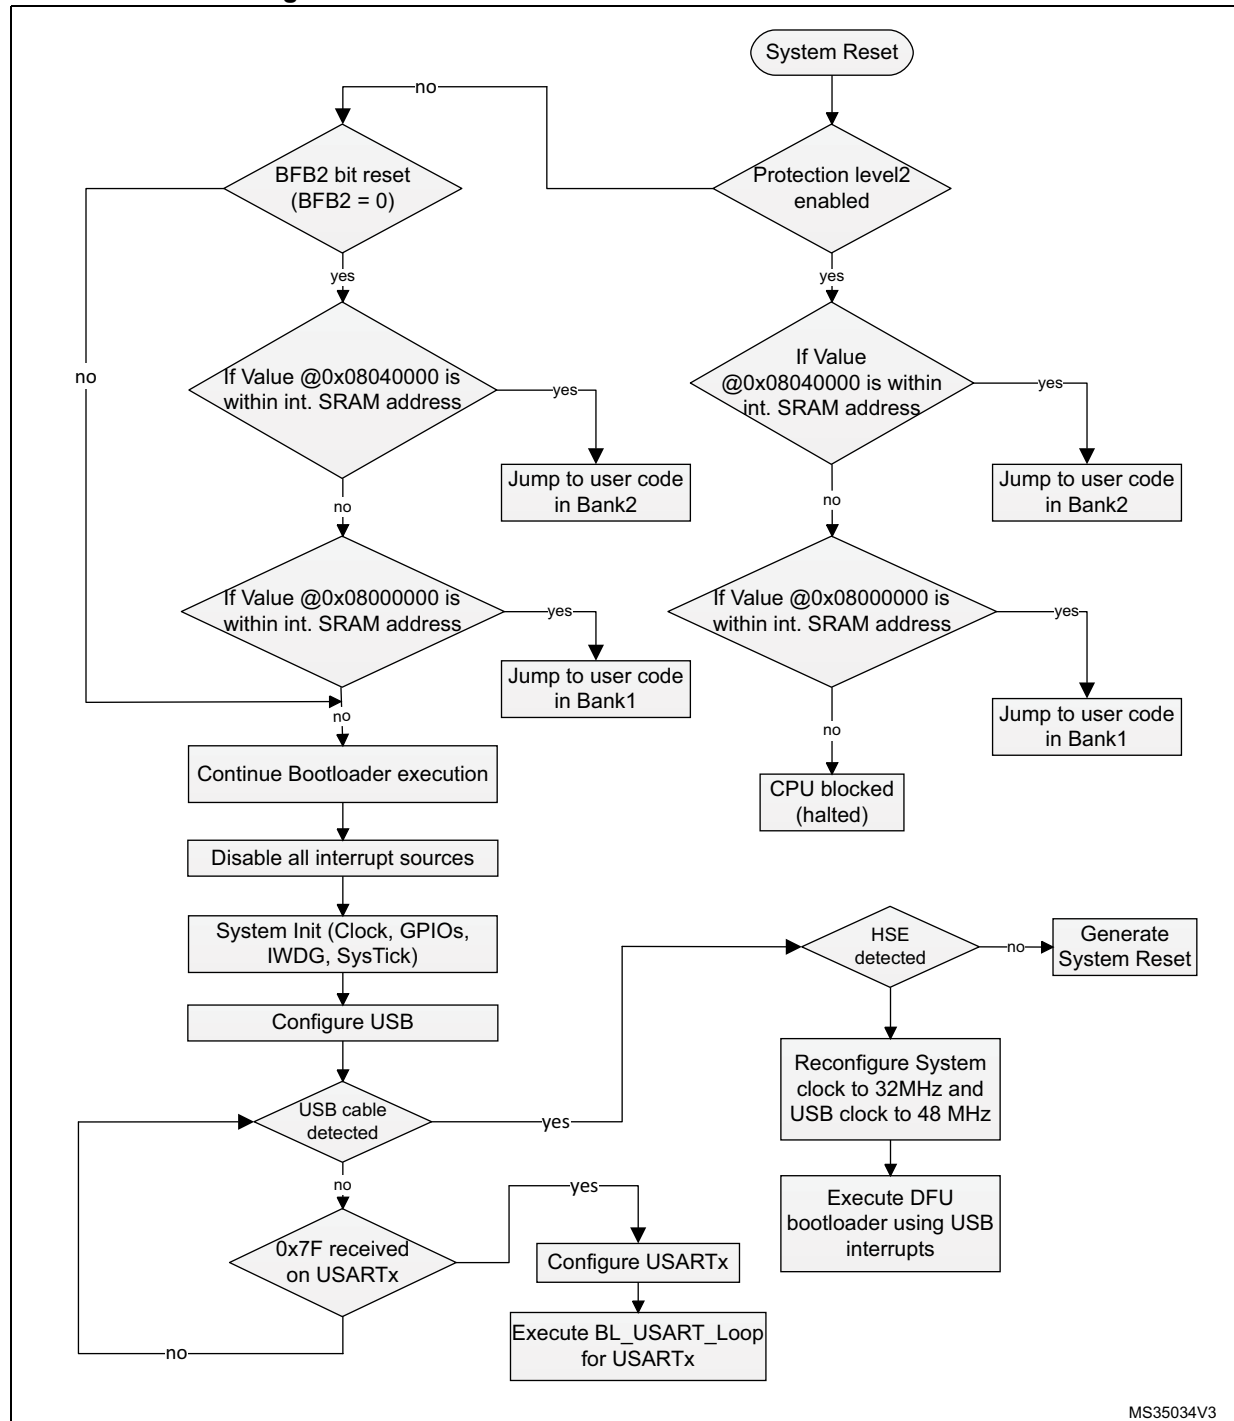 System Reset
no
BFB2 bit reset
(BFB2 = 0)
Protection level2
enabled
yes
yes
no
If Value @0x08040000 is
within int. SRAM address
yes
If Value
@0x08040000 is within
int. SRAM address
yes
Jump to user code
in Bank2
Jump to user code
in Bank2
no
no
If Value @0x08000000 is
within int. SRAM address
yes
If Value @0x08000000 is
within int. SRAM address
yes
Jump to user code
in Bank1
Jump to user code
in Bank1
no
no
Continue Bootloader execution
CPU blocked
(halted)
Disable all interrupt sources
System Init (Clock, GPIOs,
IWDG, SysTick)
HSE
detected
no
Generate
System Reset
Configure USB
Reconfigure System
clock to 32MHz and
USB clock to 48 MHz
USB cable
detected
yes
no
yes
Execute DFU
bootloader using USB
interrupts
0x7F received
on USARTx
Configure USARTx
Execute BL_USART_Loop
for USARTx
no
MS35034V3